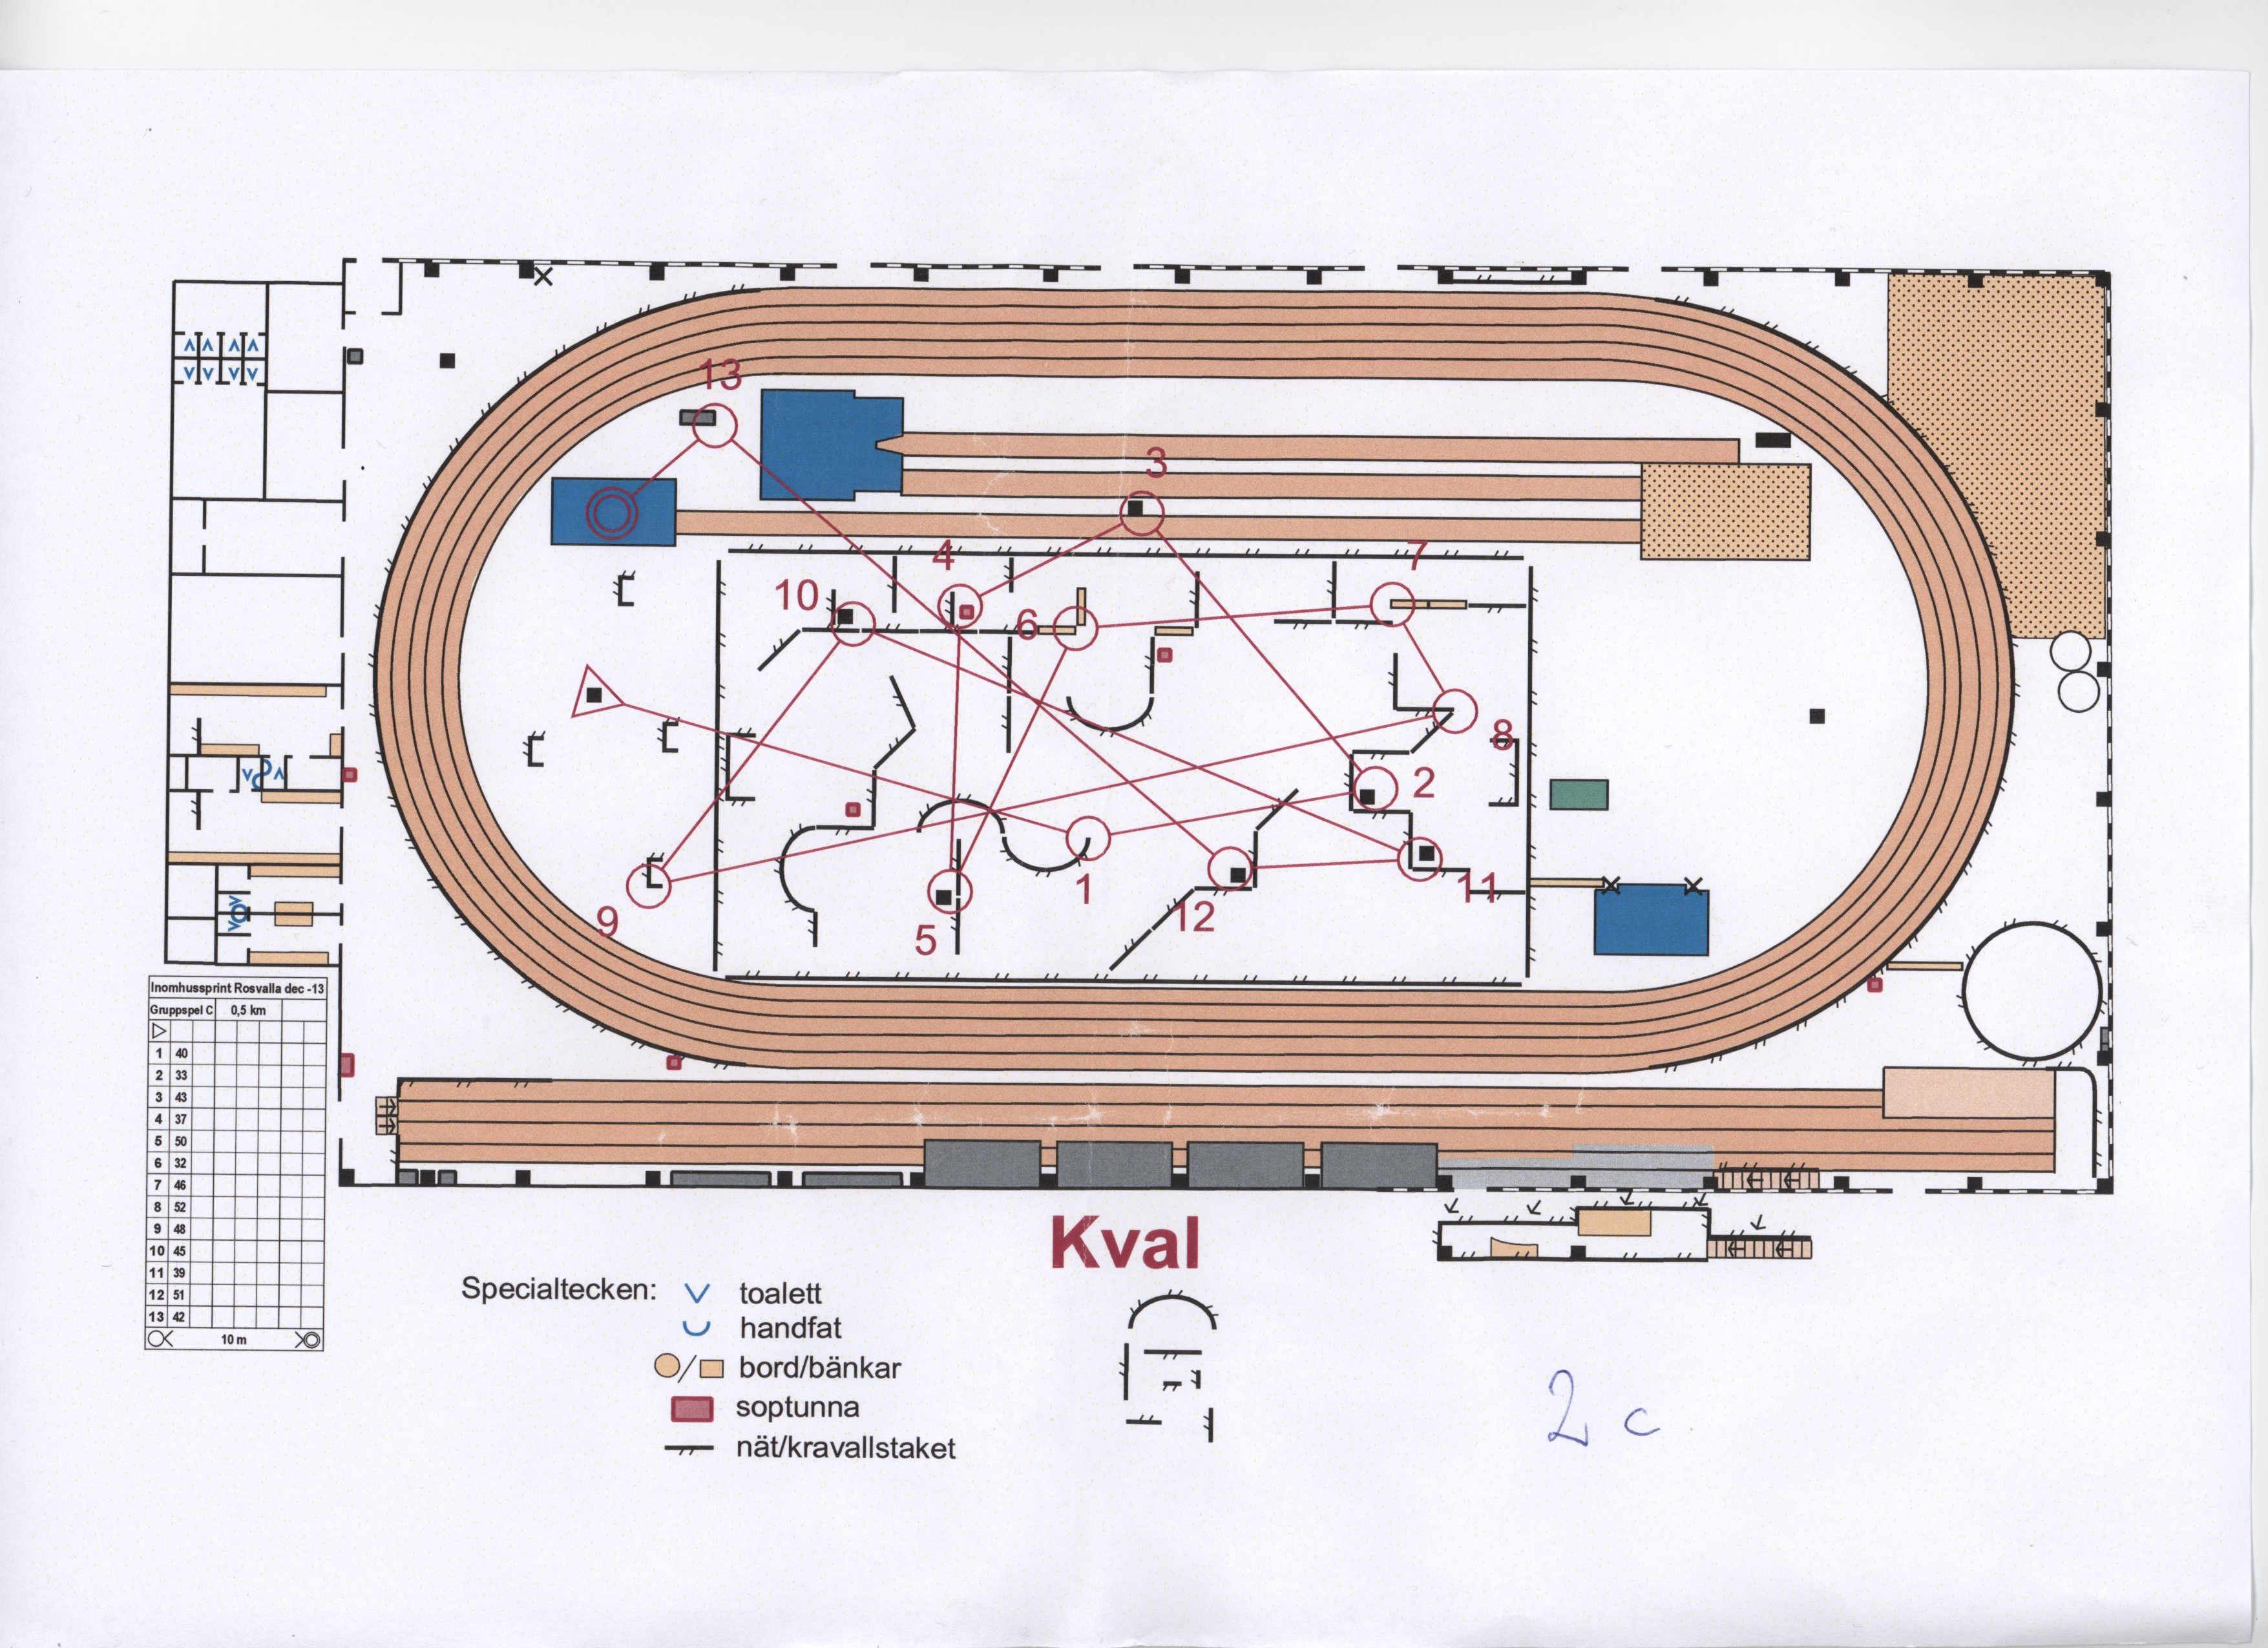 13
3
4
7
10
6
8
2
1
11
9
12
5
Inomhussprint Rosvalla dec -13
Gruppspel C 0,5 km
1 40
2 33
3 43
4 37
5 50
6 32
7 46
8 52
9 48
10 45
11 39
12 51
13 42
10 m
Kval
Specialtecken:
toalett
handfat
bord/bänkar
soptunna
nät/kravallstaket
2 c